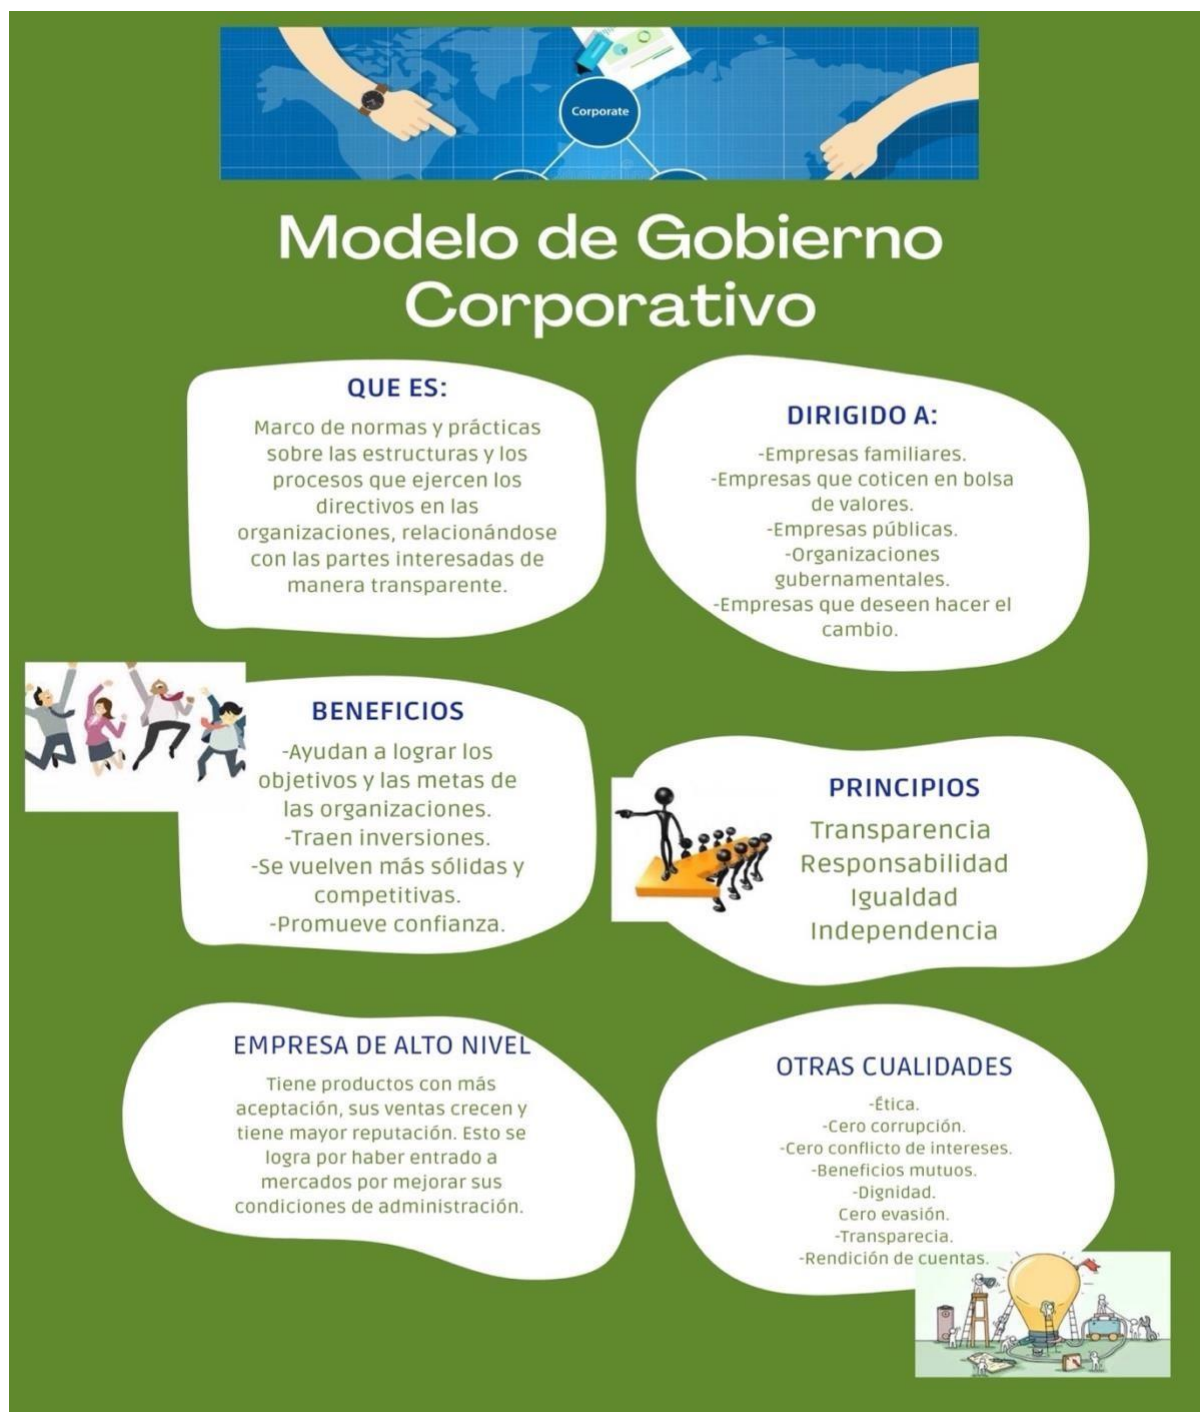 Corporate
Modelo de Gobierno
Corporativo
QUE ES:
Marco de normas y prácticas
sobre las estructuras y los
procesos que ejercen los
directivos en las
organizaciones, relacionándose
con las partes interesadas de
manera transparente.
DIRIGIDO A:
-Empresas familiares.
-Empresas que coticen en bolsa
de valores.
-Empresas públicas.
-Organizaciones
gubernamentales.
-Empresas que deseen hacer el
cambio.
BENEFICIOS
-Ayudan a lograr los
objetivos y las metas de
las organizaciones.
-Traen inversiones.
-Se vuelven más sólidas y
competitivas.
-Promueve confianza.
PRINCIPIOS
Transparencia
Responsabilidad
Igualdad
Independencia
EMPRESA DE ALTO NIVEL
Tiene productos con más
aceptación, sus ventas crecen y
tiene mayor reputación. Esto se
logra por haber entrado a
mercados por mejorar sus
condiciones de administración.
OTRAS CUALIDADES
-Ética.
-Cero corrupción.
-Cero conflicto de intereses.
-Beneficios mutuos.
-Dignidad.
Cero evasión.
-Transparecia.
-Rendición de cuentas.